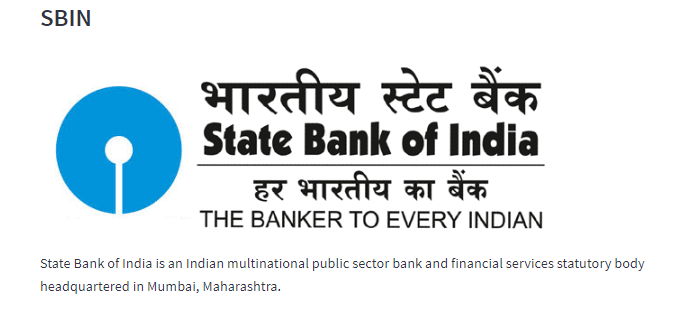 SBIN
भारतीय स्टेट बैंक
State Bank of India
हर भारतीय का बैंक
THE BANKER TO EVERY INDIAN
State Bank of India is an Indian multinational public sector bank and financial services statutory body
headquartered in Mumbai, Maharashtra.